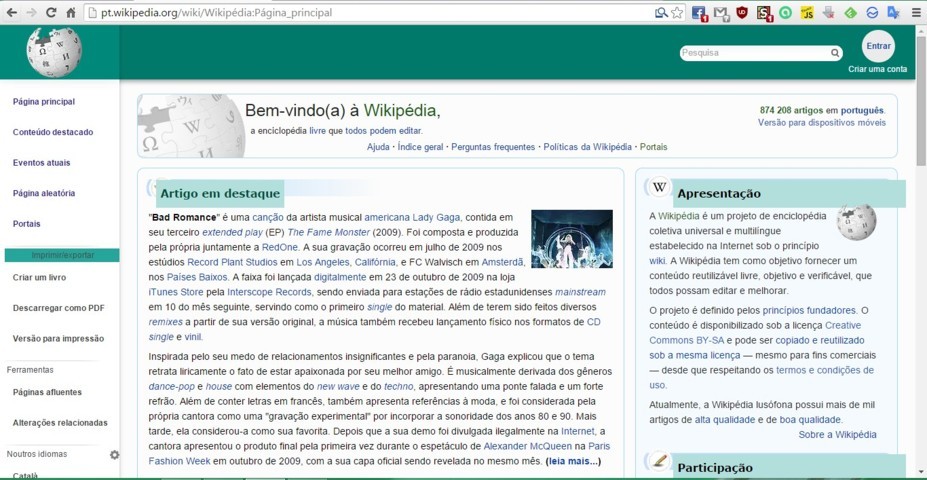 pt.wikipedia.org/wiki/Wikipédia:Página_principal
Pesquisa
Entrar
Criar uma conta
Página principal
Conteúdo destacado
Eventos atuais
Página aleatória
Portais
Imprimir/exportar
Criar um livro
Descarregar como PDF
Versão para impressão
Ferramentas
Páginas afluentes
Alterações relacionadas
Noutros idiomas
Català
Bem-vindo(a) à Wikipédia,
a enciclopédia livre que todos podem editar.
874 208 artigos em português.
Versão para dispositivos móveis
Ajuda · Índice geral · Perguntas frequentes · Políticas da Wikipédia · Portais
Artigo em destaque
"Bad Romance" é uma canção da artista musical americana Lady Gaga, contida em
seu terceiro extended play (EP) The Fame Monster (2009). Foi composta e produzida
pela própria juntamente a RedOne. A sua gravação ocorreu em julho de 2009 nos
estúdios Record Plant Studios em Los Angeles, Califórnia, e FC Walvisch em Amsterdã,
nos Países Baixos. A faixa foi lançada digitalmente em 23 de outubro de 2009 na loja
iTunes Store pela Interscope Records, sendo enviada para estações de rádio estadunidenses mainstream
em 10 do mês seguinte, servindo como o primeiro single do material. Além de terem sido feitos diversos
remixes a partir de sua versão original, a música também recebeu lançamento físico nos formatos de CD
single e vinil.
Inspirada pelo seu medo de relacionamentos insignificantes e pela paranoia, Gaga explicou que o tema
retrata liricamente o fato de estar apaixonada por seu melhor amigo. É musicalmente derivada dos gêneros
dance-pop e house com elementos do new wave e do techno, apresentando uma ponte falada e um forte
refrão. Além de conter letras em francês, também apresenta referências à moda, e foi considerada pela
própria cantora como uma "gravação experimental" por incorporar a sonoridade dos anos 80 e 90. Mais
tarde, ela considerou-a como sua favorita. Depois que a sua demo foi divulgada ilegalmente na Internet, a
cantora apresentou o produto final pela primeira vez durante o espetáculo de Alexander McQueen na Paris
Fashion Week em outubro de 2009, com a sua capa oficial sendo revelada no mesmo mês. (leia mais...)
Apresentação
A Wikipédia é um projeto de enciclopédia
coletiva universal e multilíngue
estabelecido na Internet sob o princípio
wiki. A Wikipédia tem como objetivo fornecer um
conteúdo reutilizável livre, objetivo e verificável, que
todos possam editar e melhorar.
O projeto é definido pelos princípios fundadores. O
conteúdo é disponibilizado sob a licença Creative
Commons BY-SA e pode ser copiado e reutilizado
sob a mesma licença — mesmo para fins comerciais
— desde que respeitando os termos e condições de
uso.
Atualmente, a Wikipédia lusófona possui mais de mil
artigos de alta qualidade e de boa qualidade.
Sobre a Wikipédia
Participação